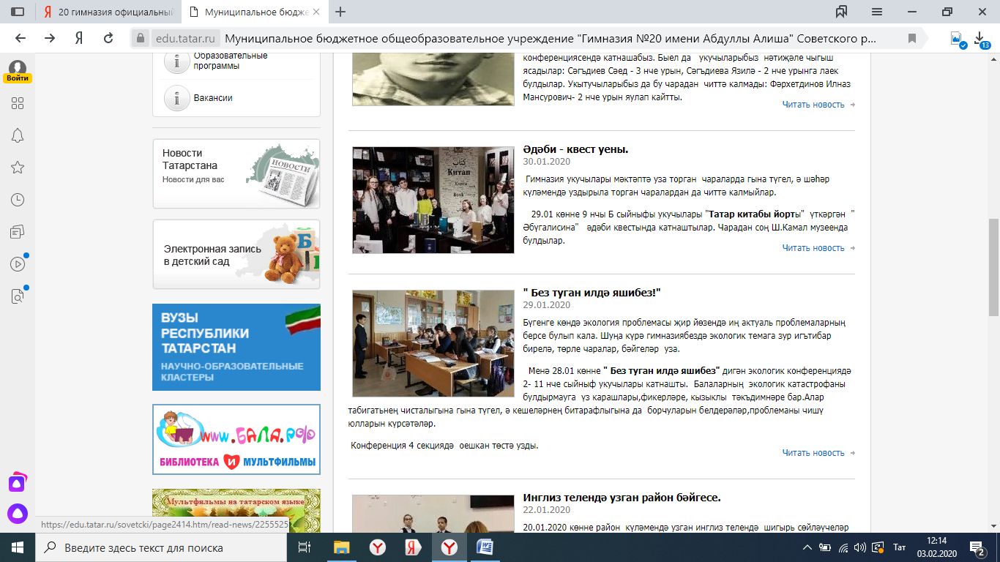 20 гимназия официальный
Муниципальное бюдже
edu.tatar.ru
Муниципальное бюджетное общеобразовательное учреждение "Гимназия №20 имени Абдуллы Алиша" Советского р...
13
Войти
Образовательные
программы
Вакансии
Новости
Татарстана
Новости для вас
НОВОСТИ
Электронная запись
в детский сад
Б
ВУЗЫ
РЕСПУБЛИКИ
ТАТАРСТАН
НАУЧНО-ОБРАЗОВАТЕЛЬНЫЕ
КЛАСТЕРЫ
www.БАЛА.РФ
БИБЛИОТЕКА И МУЛЬТФИЛЬМЫ
Мультфильмы на татарском языке
конференциясендә катнашабыз. Быел да укучыларыбыз нәтиҗәле чыгыш
ясадылар: Сәгъдиев Сәед - 3 нче урын, Сәгъдиева Язилә - 2 нче урынга лаек
булдылар. Укытучыларыбыз да бу чарадан читтә калмады: Фәрхетдинов Илназ
Мансурович- 2 нче урын яулап кайтты.
Читать новость
كتاب
Китап
Книга
Book
Әдәби - квест уены.
30.01.2020
Гимназия укучылары мәктәптә уза торган чараларда гына түгел, ә шәһәр
күләмендә уздырыла торган чаралардан да читтә калмыйлар.
29.01 көнне 9 нчы Б сыйныфы укучылары "Татар китабы йорты" үткәргән "
Әбүгалисина" әдәби квестында катнаштылар. Чарадан соң Ш.Камал музеенда
булдылар.
Читать новость
" Без туган илдә яшибез!"
29.01.2020
Бүгенге көндә экология проблемасы җир йөзендә иң актуаль проблемаларның
берсе булып кала. Шуңа күрә гимназиябездә экологик темага зур игътибар
бирелә, төрле чаралар, бәйгеләр уза.
Менә 28.01 көнне " Без туган илдә яшибез" дигән экологик конференциядә
2- 11 нче сыйныф укучылары катнашты. Балаларның экологик катастрофаны
булдырмауга үз карашлары,фикерләре, кызыклы тәкъдимнәре бар.Алар
табигатьнең чисталыгына гына түгел, ә кешеләрнең битарафлыгына да борчуларын белдерәләр,проблеманы чишү
юлларын күрсәтәләр.
Конференция 4 секциядә оешкан төстә узды.
Читать новость
Инглиз телендә узган район бәйгесе.
22.01.2020
20.01.2020 көнне район күләмендә узган инглиз телендә шигырь сөйләүчеләр
https://edu.tatar.ru/sovetcki/page2414.htm/read-news/2255525
Введите здесь текст для поиска
Тат
12:14
03.02.2020
2